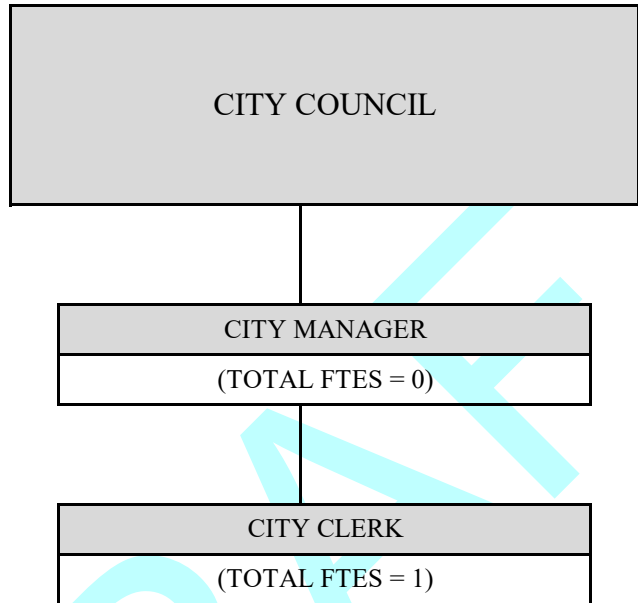 CITY COUNCIL
CITY MANAGER
(TOTAL FTES = 0)
CITY CLERK
(TOTAL FTES = 1)